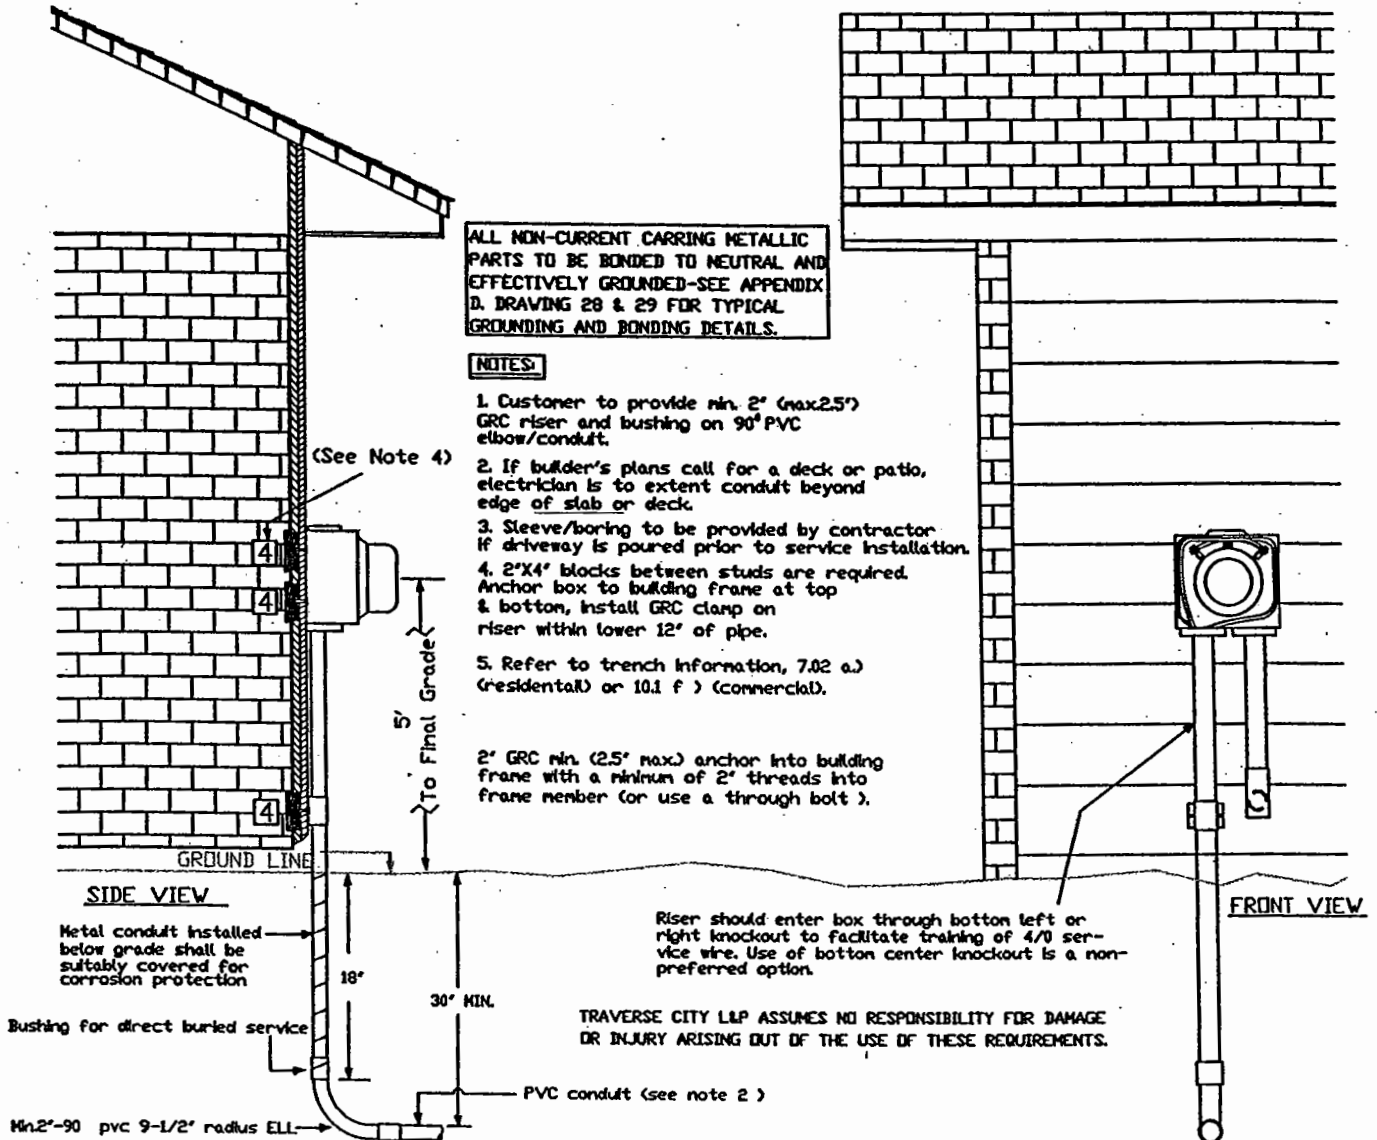 ALL NON-CURRENT CARRING METALLIC
PARTS TO BE BONDED TO NEUTRAL AND
EFFECTIVELY GROUNDED-SEE APPENDIX
D. DRAWING 28 & 29 FOR TYPICAL
GROUNDING AND BONDING DETAILS.
NOTES:
1. Customer to provide min. 2" (max.2.5")
GRC riser and bushing on 90° PVC
elbow/conduit.
2. If builder's plans call for a deck or patio,
electrician is to extent conduit beyond
edge of slab or deck.
3. Sleeve/boring to be provided by contractor
if driveway is poured prior to service installation.
4. 2"X4" blocks between studs are required.
Anchor box to building frame at top
& bottom, install GRC clamp on
riser within lower 12" of pipe.
5. Refer to trench information, 7.02 a.)
(residental) or 10.1 f ) (commercial).
2" GRC min. (2.5" max.) anchor into building
frame with a minimum of 2" threads into
frame member (or use a through bolt ).
(See Note 4)
4
4
4
5'
To Final Grade
GROUND LINE
SIDE VIEW
FRONT VIEW
Metal conduit installed
below grade shall be
suitably covered for
corrosion protection
18"
30" MIN.
Bushing for direct buried service
Min.2"-90 pvc 9-1/2" radius ELL
PVC conduit (see note 2 )
Riser should enter box through bottom left or
right knockout to facilitate training of 4/0 ser-
vice wire. Use of bottom center knockout is a non-
preferred option.
TRAVERSE CITY L&P ASSUMES NO RESPONSIBILITY FOR DAMAGE
OR INJURY ARISING OUT OF THE USE OF THESE REQUIREMENTS.